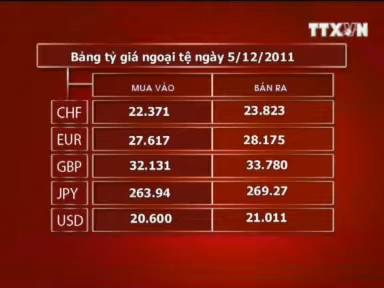 TTXVN
Bảng tỷ giá ngoại tệ ngày 5/12/2011
MUA VÀO BÁN RA
CHF 22.371 23.823
EUR 27.617 28.175
GBP 32.131 33.780
JPY 263.94 269.27
USD 20.600 21.011